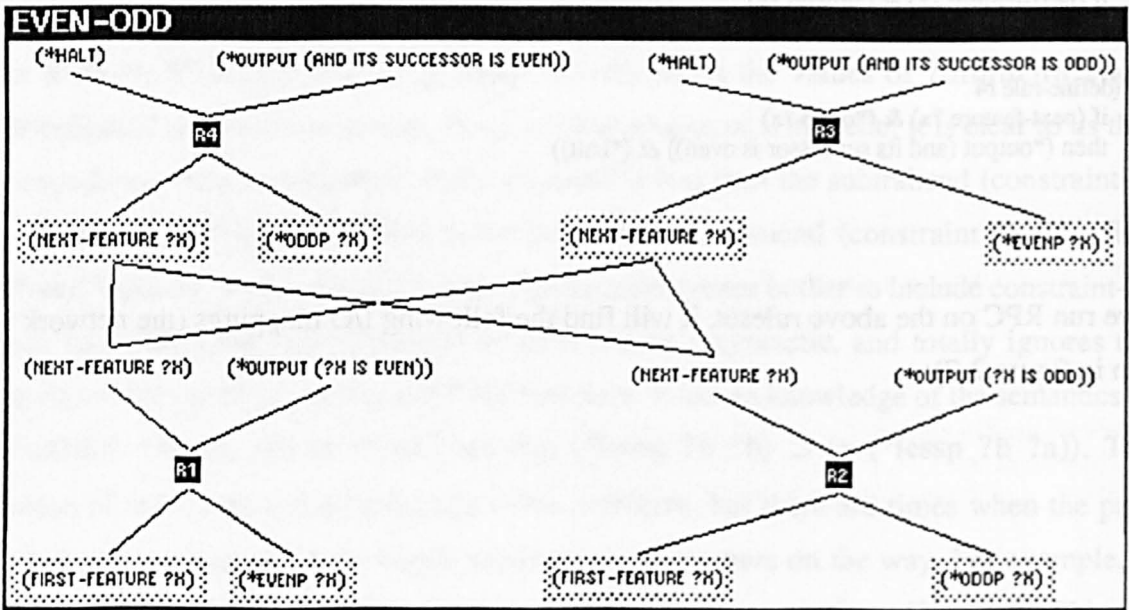 EVEN-ODD
(*HALT) (*OUTPUT (AND ITS SUCCESSOR IS EVEN)) (*HALT) (*OUTPUT (AND ITS SUCCESSOR IS ODD))
R4 R3
(NEXT-FEATURE ?X) (*ODDP ?X) (NEXT-FEATURE ?X) (*EVENP ?X)
(NEXT-FEATURE ?X) (*OUTPUT (?X IS EVEN)) (NEXT-FEATURE ?X) (*OUTPUT (?X IS ODD))
R1 R2
(FIRST-FEATURE ?X) (*EVENP ?X) (FIRST-FEATURE ?X) (*ODDP ?X)